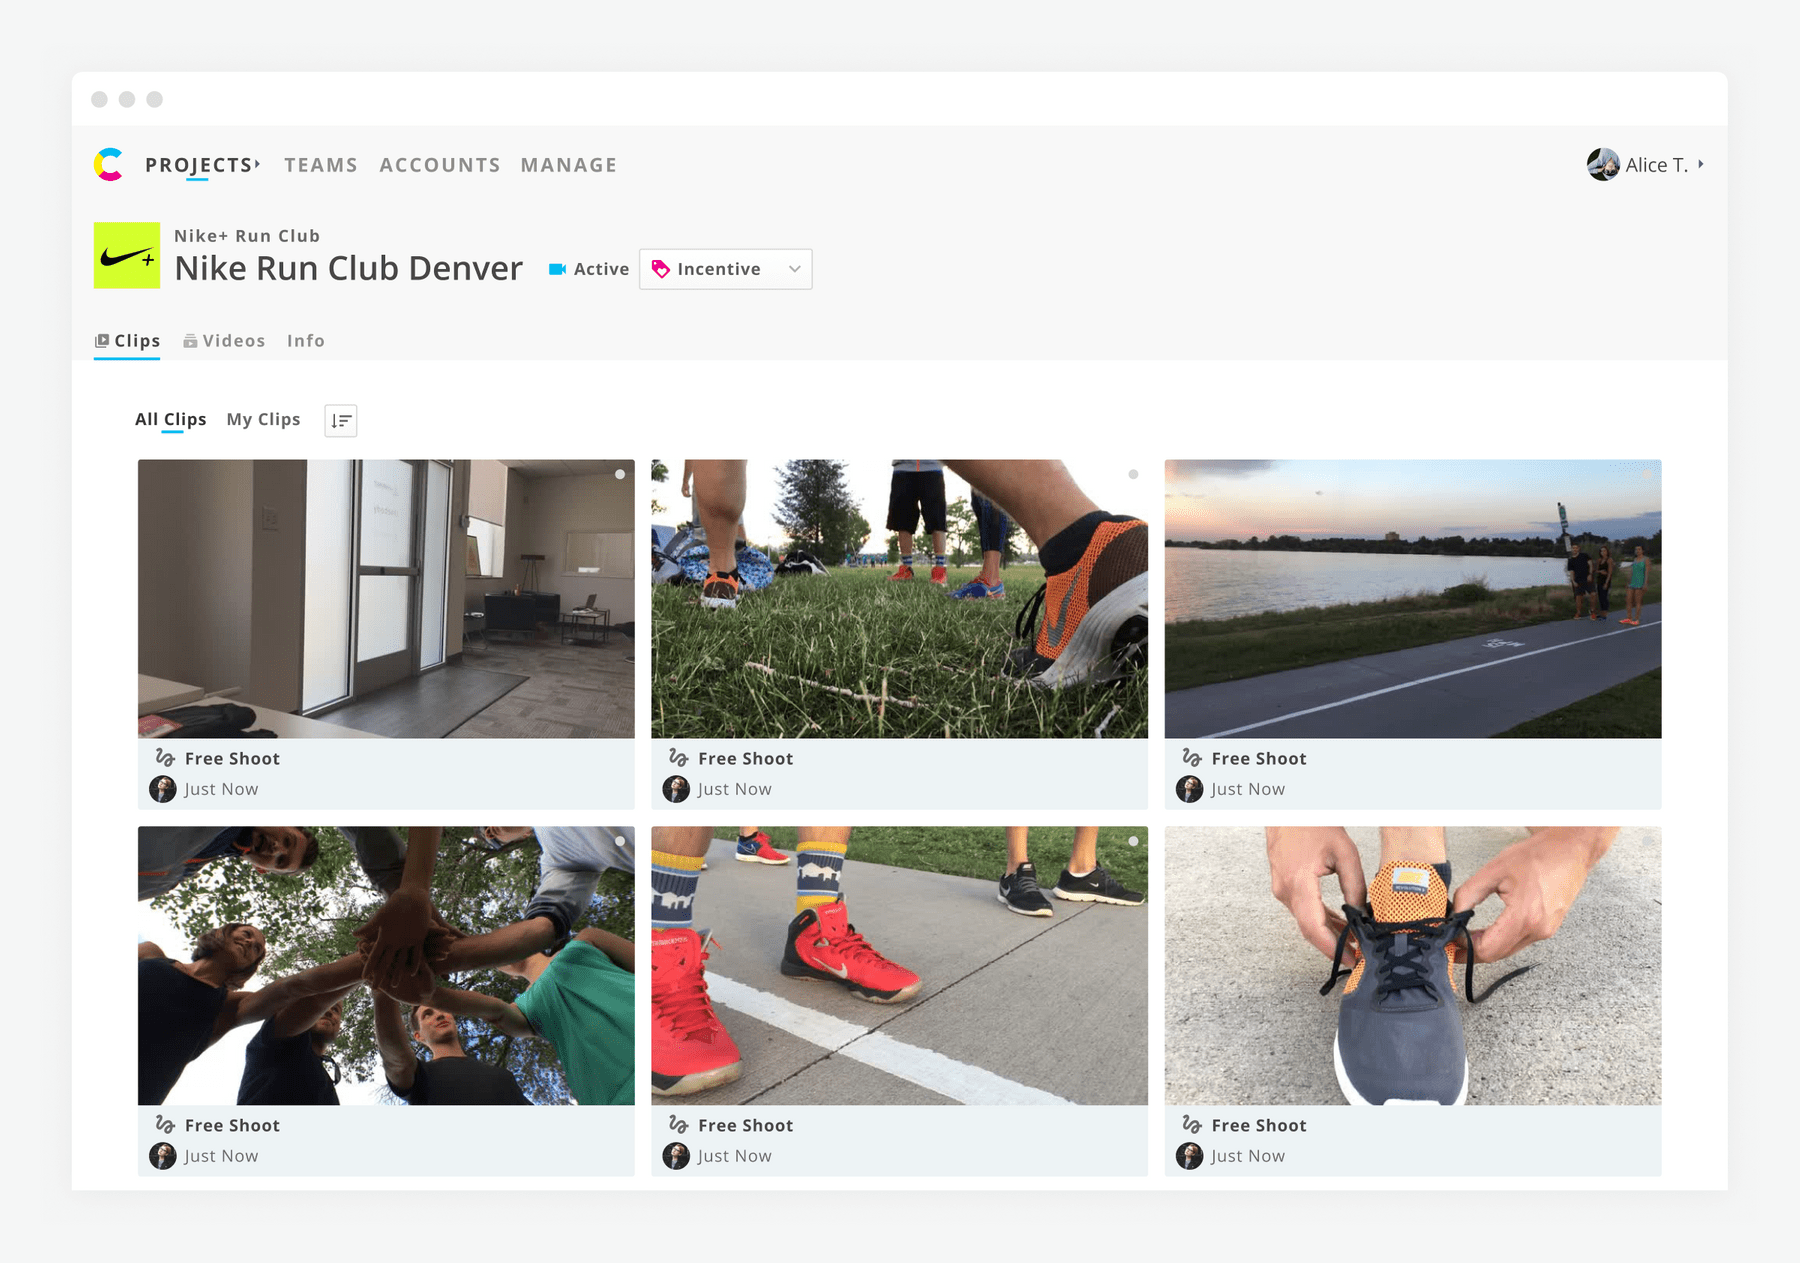 PROJECTS TEAMS ACCOUNTS MANAGE Alice T.
Nike+ Run Club
Nike Run Club Denver Active Incentive
Clips Videos Info
All Clips My Clips
Free Shoot Free Shoot Free Shoot
Just Now Just Now Just Now
Free Shoot Free Shoot Free Shoot
Just Now Just Now Just Now